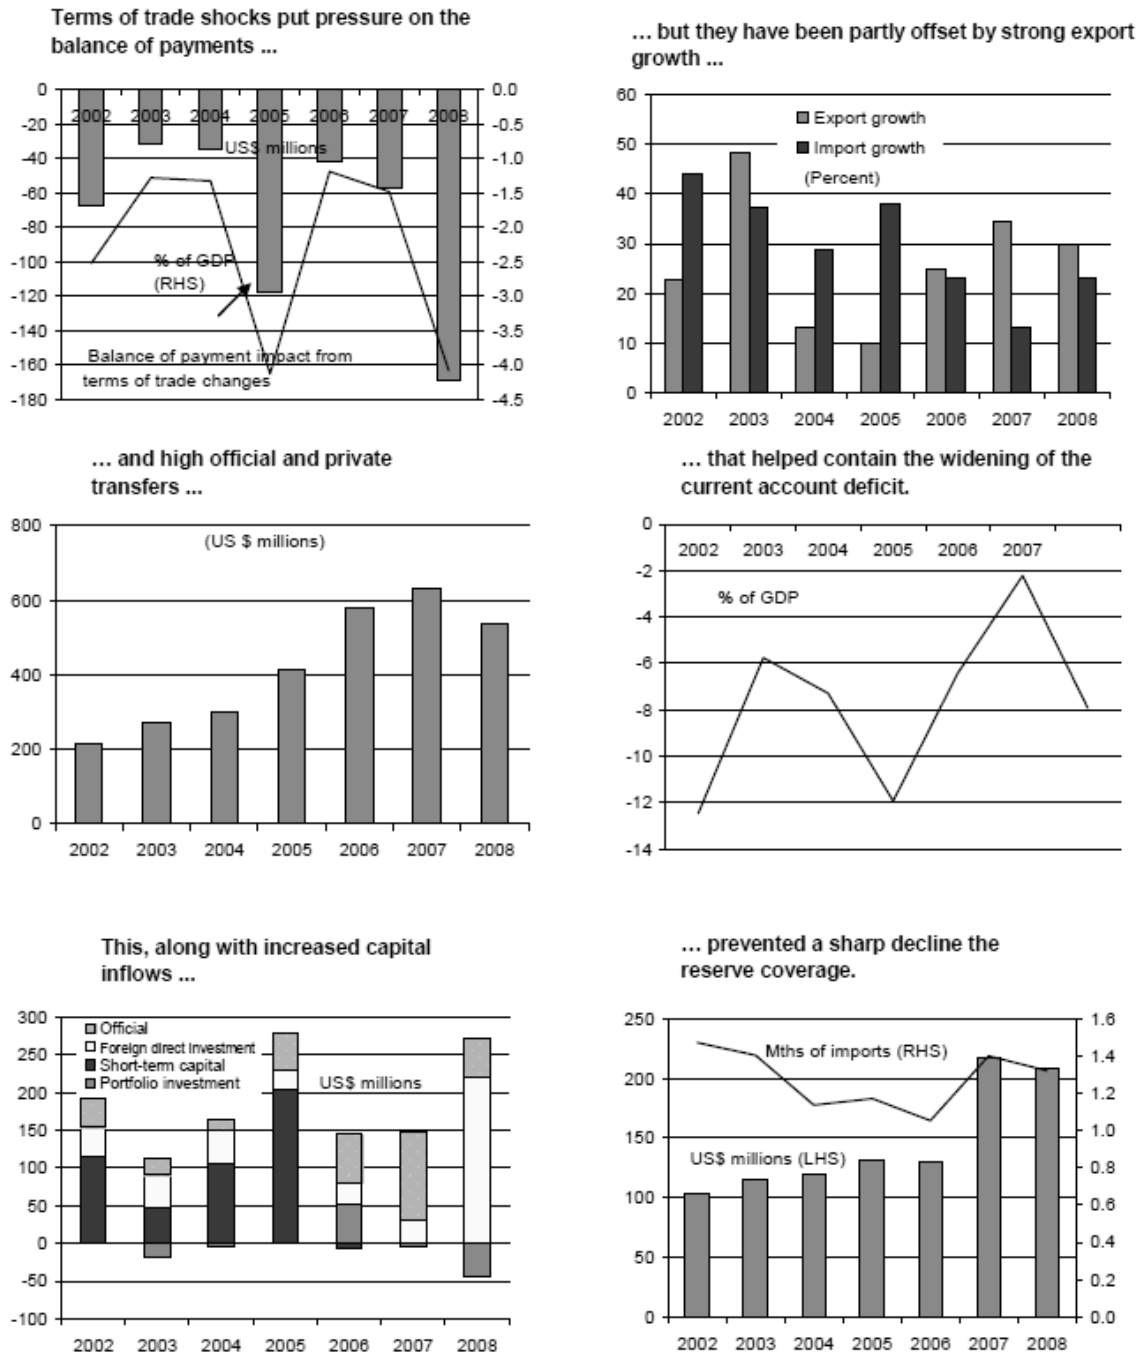 Terms of trade shocks put pressure on the
balance of payments ...
0
-20
-40
-60
-80
-100
-120
-140
-160
-180
2002 2003 2004 2005 2006 2007 2008
US$ millions
% of GDP
(RHS)
Balance of payment impact from
terms of trade changes
0.0
-0.5
-1.0
-1.5
-2.0
-2.5
-3.0
-3.5
-4.0
-4.5
... but they have been partly offset by strong export
growth ...
60
50
40
30
20
10
0
Export growth
Import growth
(Percent)
2002 2003 2004 2005 2006 2007 2008
... and high official and private
transfers ...
800
600
400
200
0
(US $ millions)
2002 2003 2004 2005 2006 2007 2008
... that helped contain the widening of the
current account deficit.
0
-2
-4
-6
-8
-10
-12
-14
2002 2003 2004 2005 2006 2007
% of GDP
This, along with increased capital
inflows ...
300
250
200
150
100
50
0
-50
-100
Official
Foreign direct investment
Short-term capital
Portfolio investment
US$ millions
2002 2003 2004 2005 2006 2007 2008
... prevented a sharp decline the
reserve coverage.
250
200
150
100
50
0
Mths of imports (RHS)
US$ millions (LHS)
1.6
1.4
1.2
1.0
0.8
0.6
0.4
0.2
0.0
2002 2003 2004 2005 2006 2007 2008